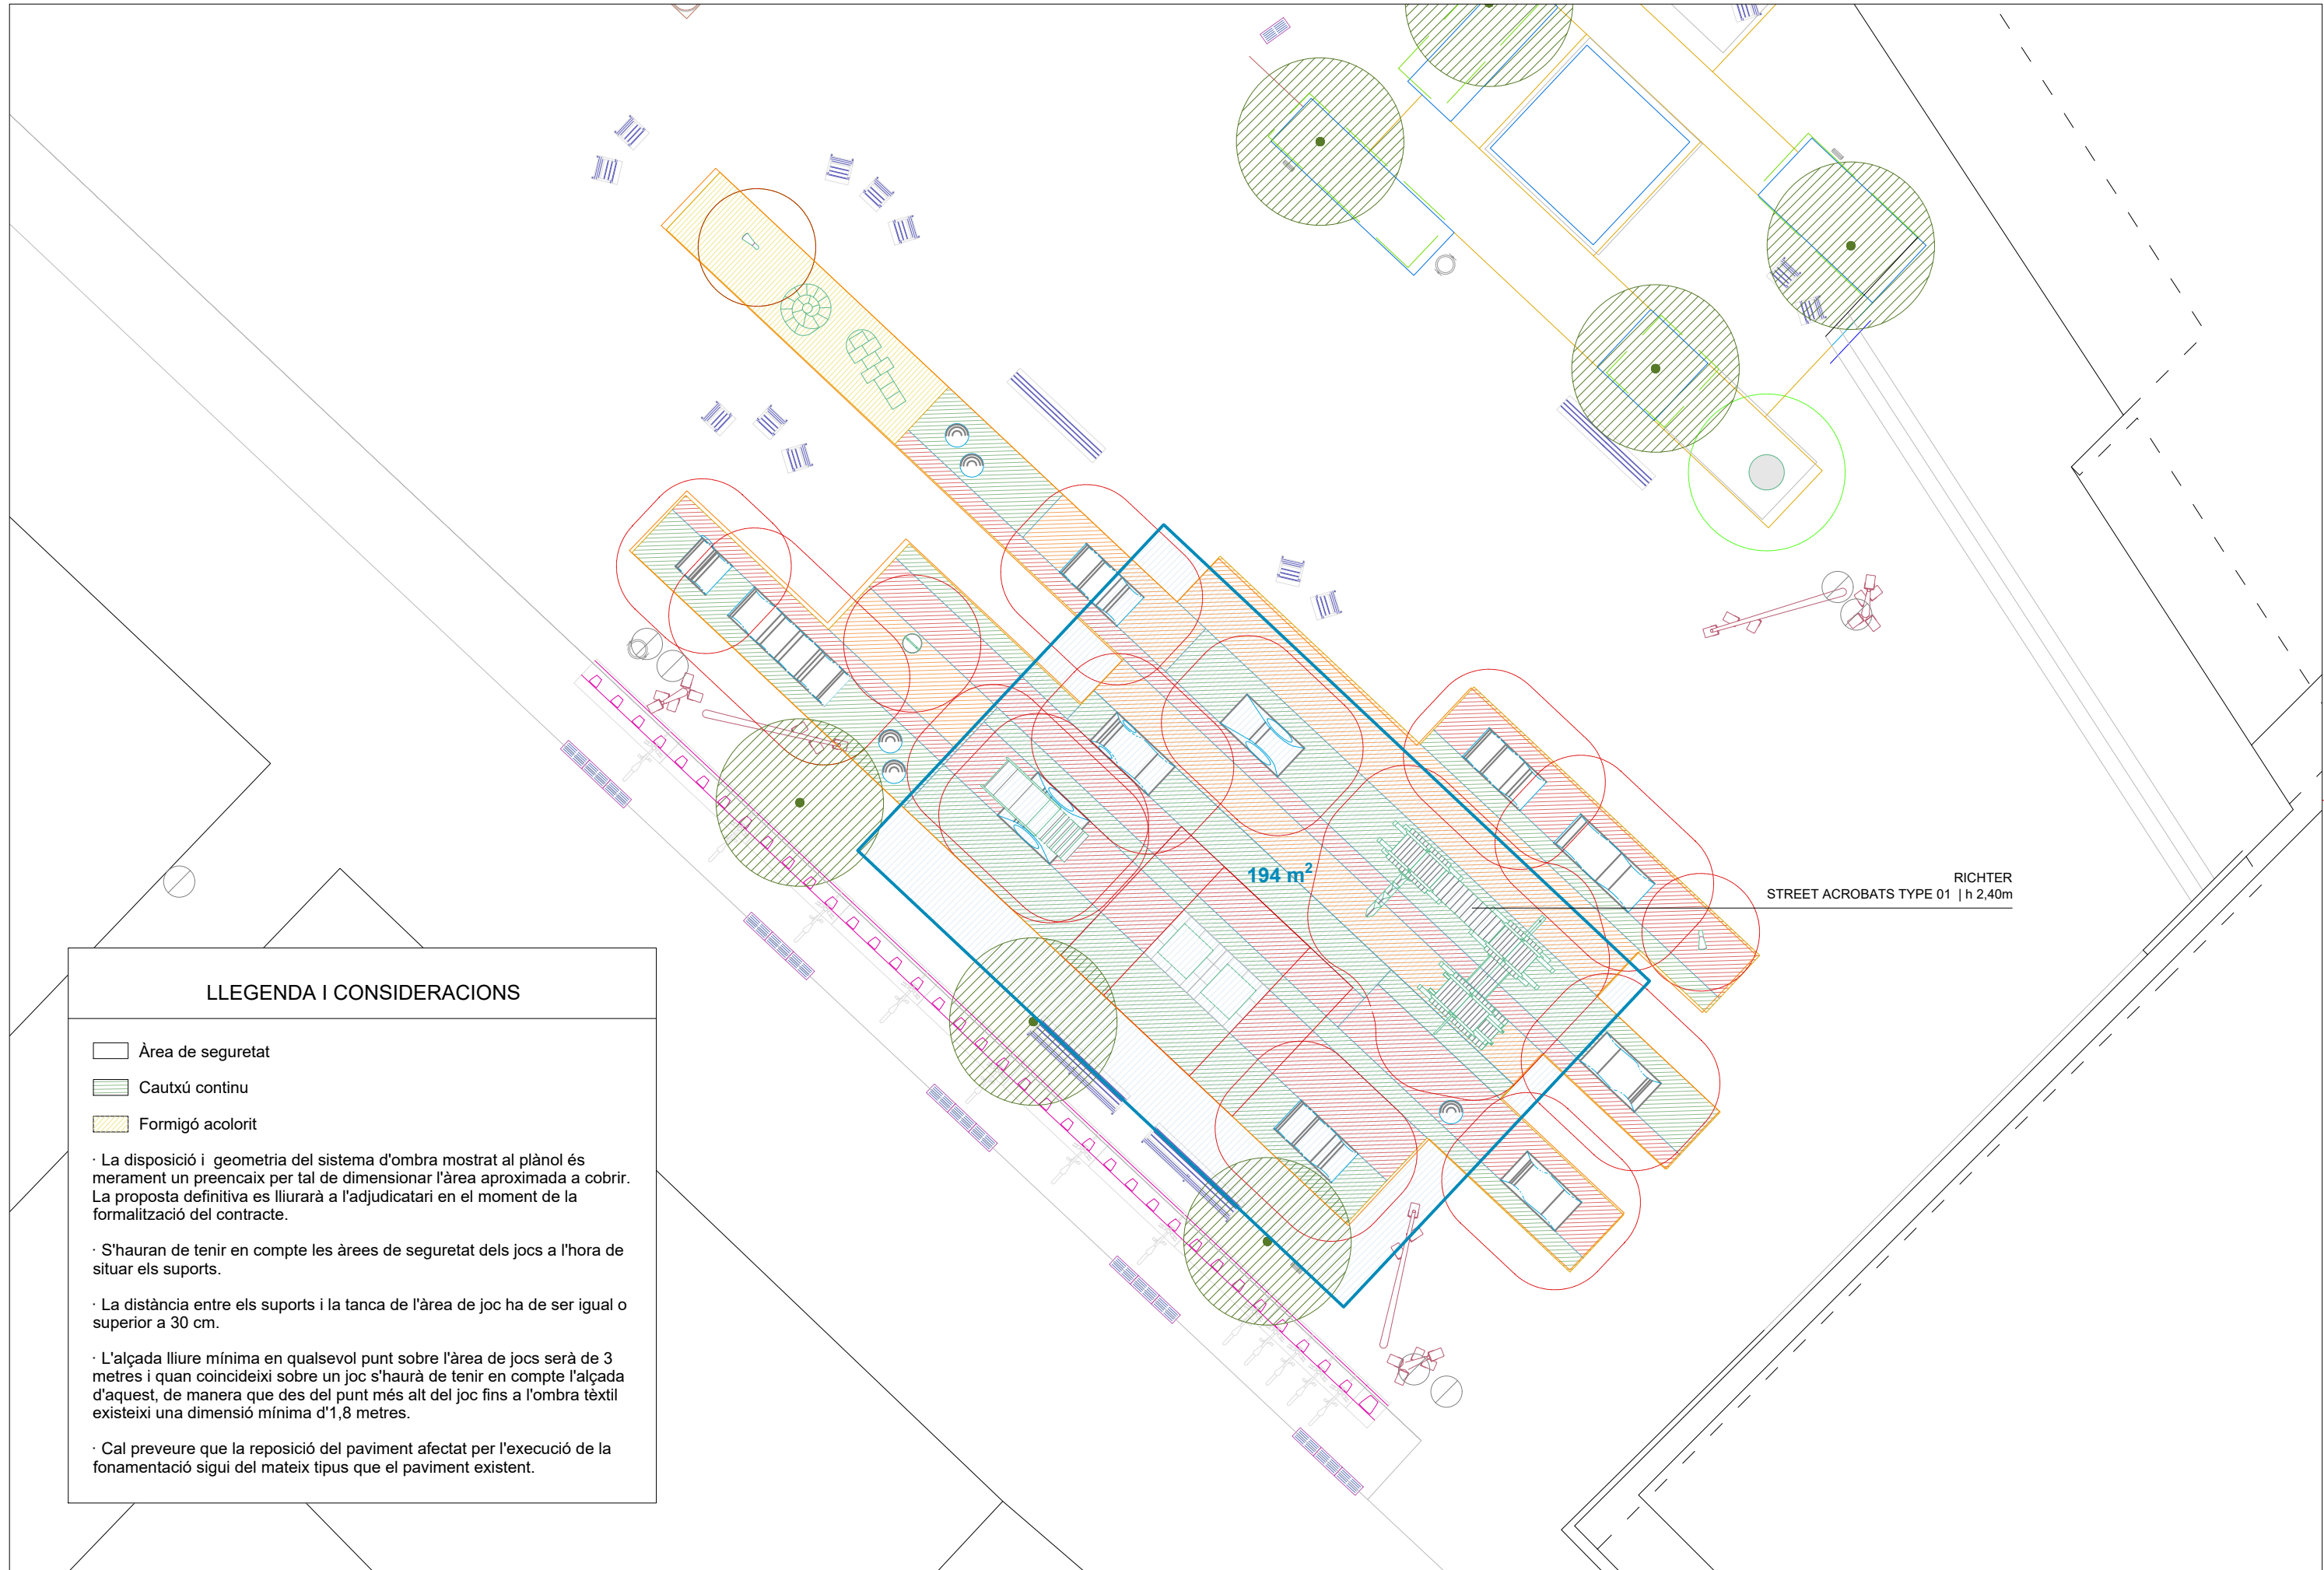 194 m²
RICHTER
STREET ACROBATS TYPE 01 | h 2,40m
LLEGENDA I CONSIDERACIONS
Àrea de seguretat
Cautxú continu
Formigó acolorit
· La disposició i geometria del sistema d'ombra mostrat al plànol és
merament un preencaix per tal de dimensionar l'àrea aproximada a cobrir.
La proposta definitiva es lliurarà a l'adjudicatari en el moment de la
formalització del contracte.
· S'hauran de tenir en compte les àrees de seguretat dels jocs a l'hora de
situar els suports.
· La distància entre els suports i la tanca de l'àrea de joc ha de ser igual o
superior a 30 cm.
· L'alçada lliure mínima en qualsevol punt sobre l'àrea de jocs serà de 3
metres i quan coincideixi sobre un joc s'haurà de tenir en compte l'alçada
d'aquest, de manera que des del punt més alt del joc fins a l'ombra tèxtil
existeixi una dimensió mínima d'1,8 metres.
· Cal preveure que la reposició del paviment afectat per l'execució de la
fonamentació sigui del mateix tipus que el paviment existent.